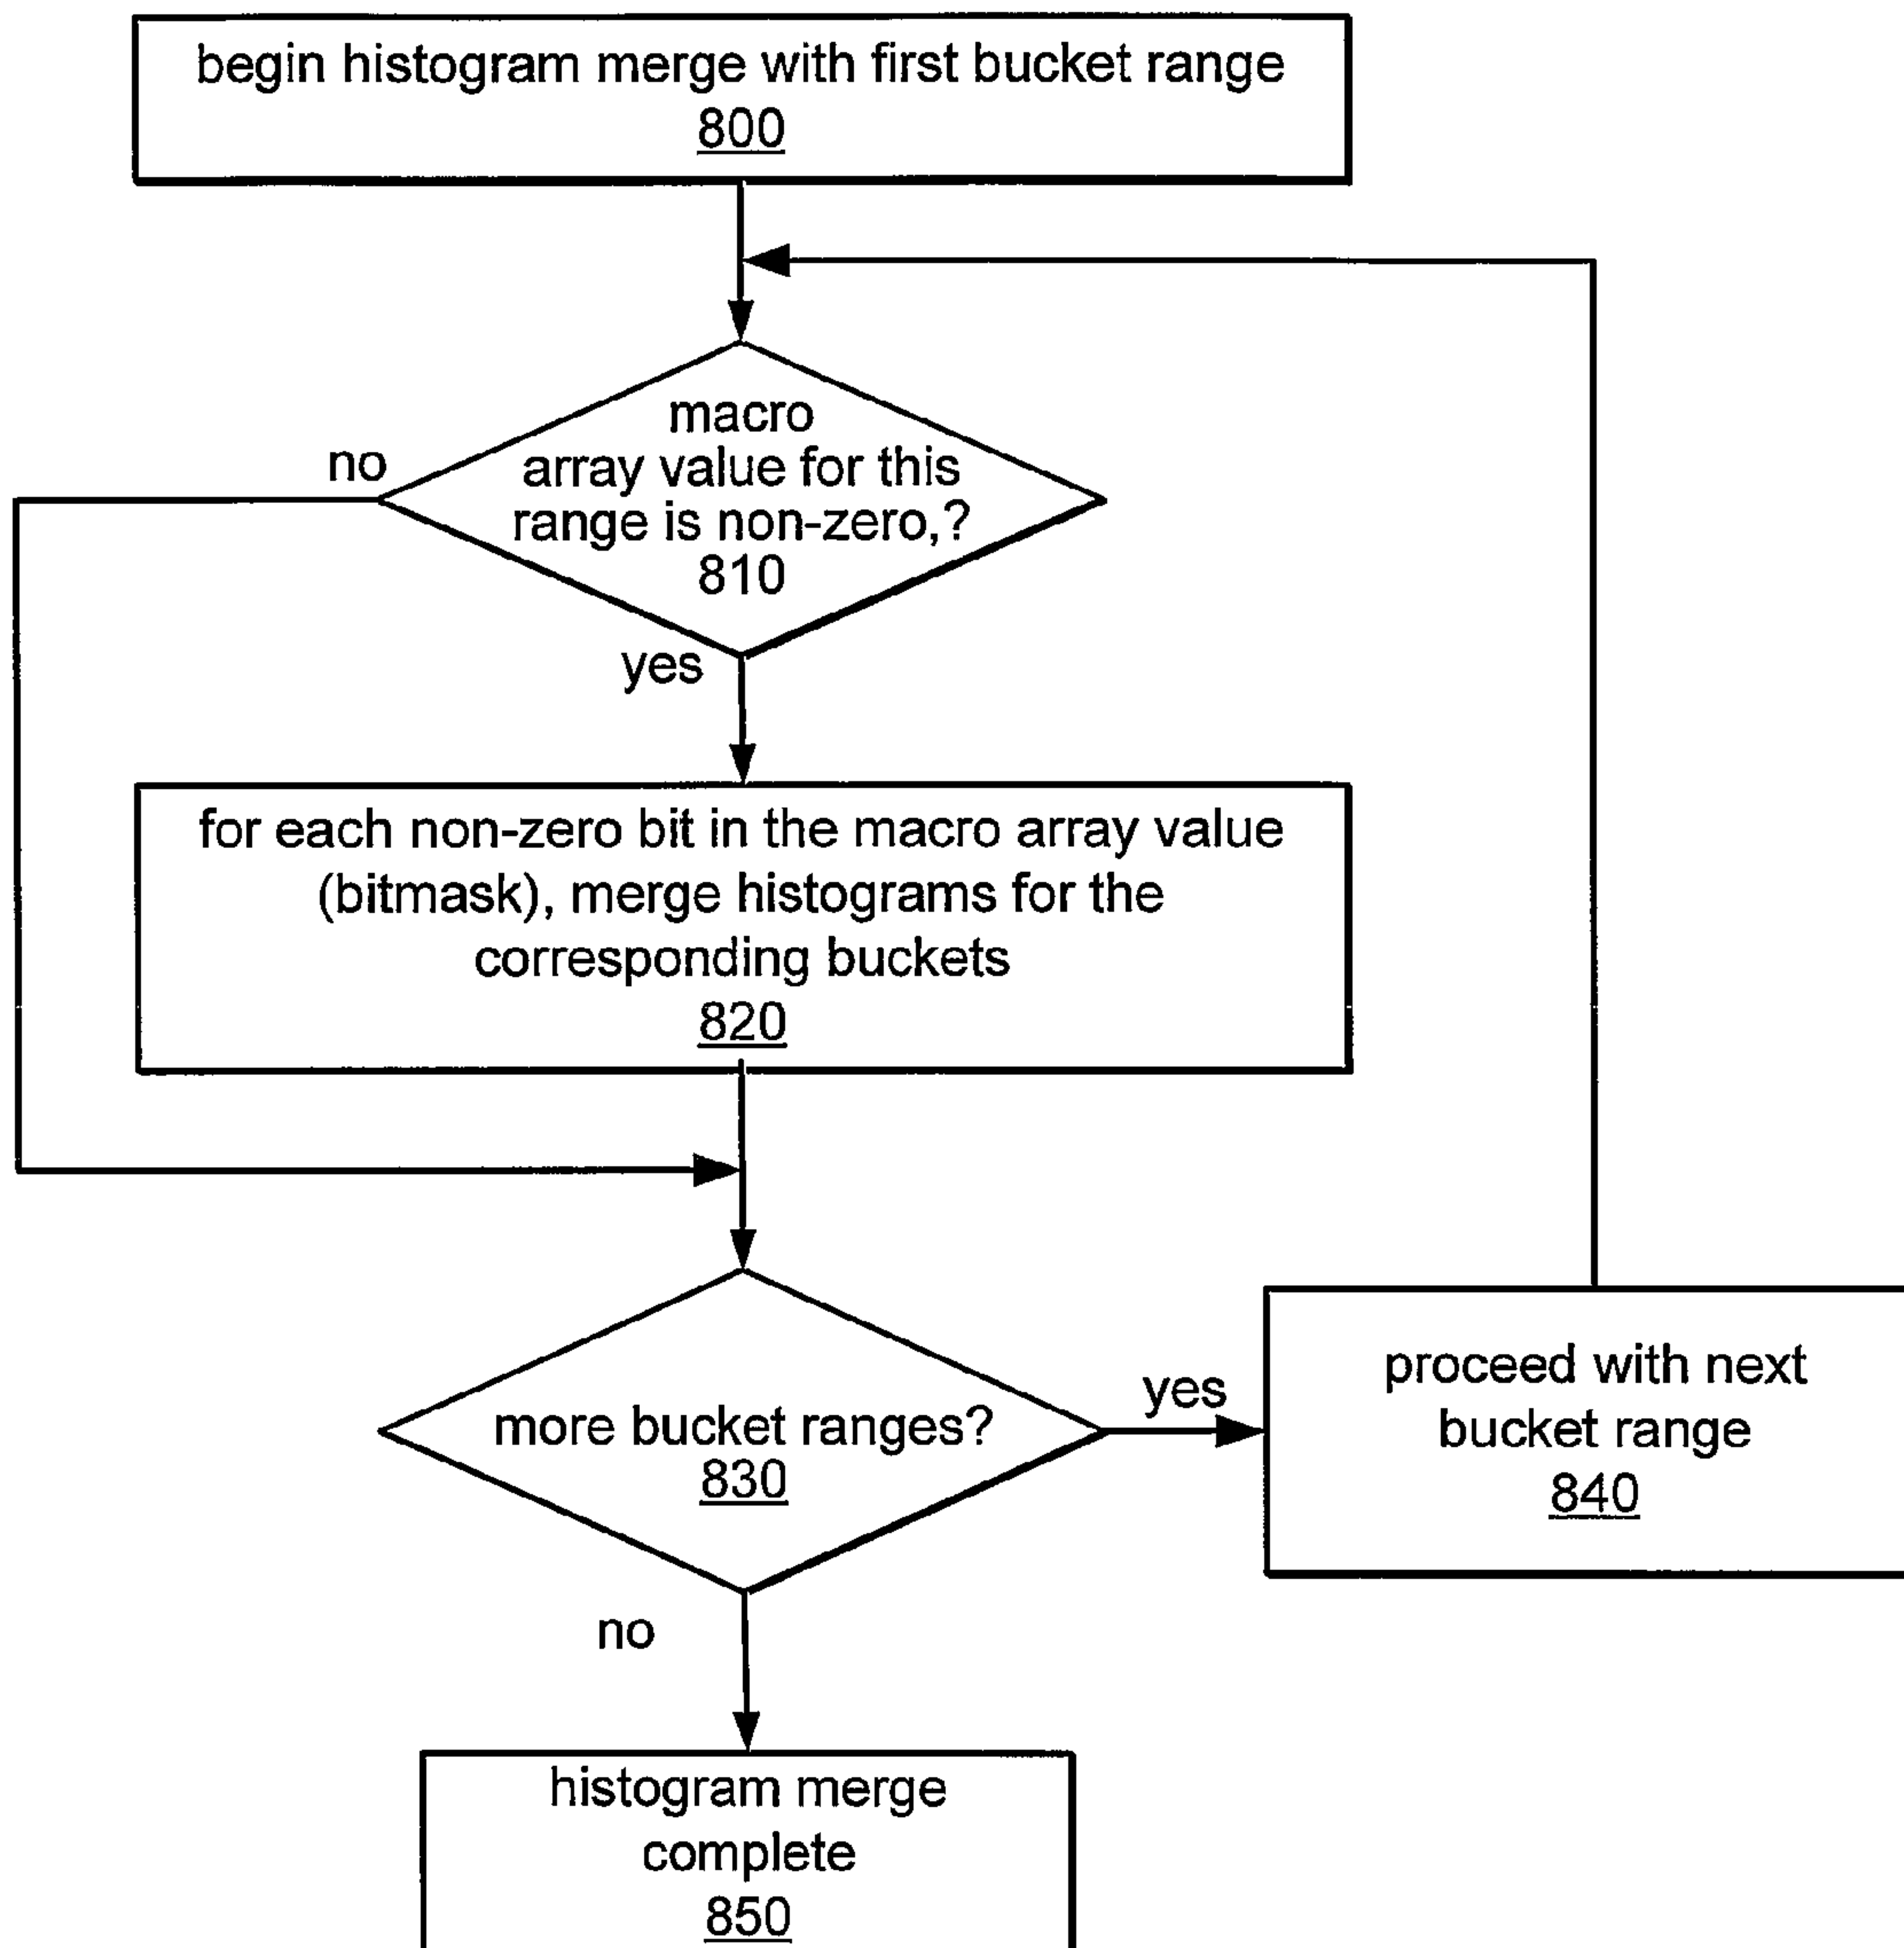 begin histogram merge with first bucket range
800
macro
array value for this
range is non-zero,?
810
no
yes
for each non-zero bit in the macro array value
(bitmask), merge histograms for the
corresponding buckets
820
more bucket ranges?
830
yes
proceed with next
bucket range
840
no
histogram merge
complete
850